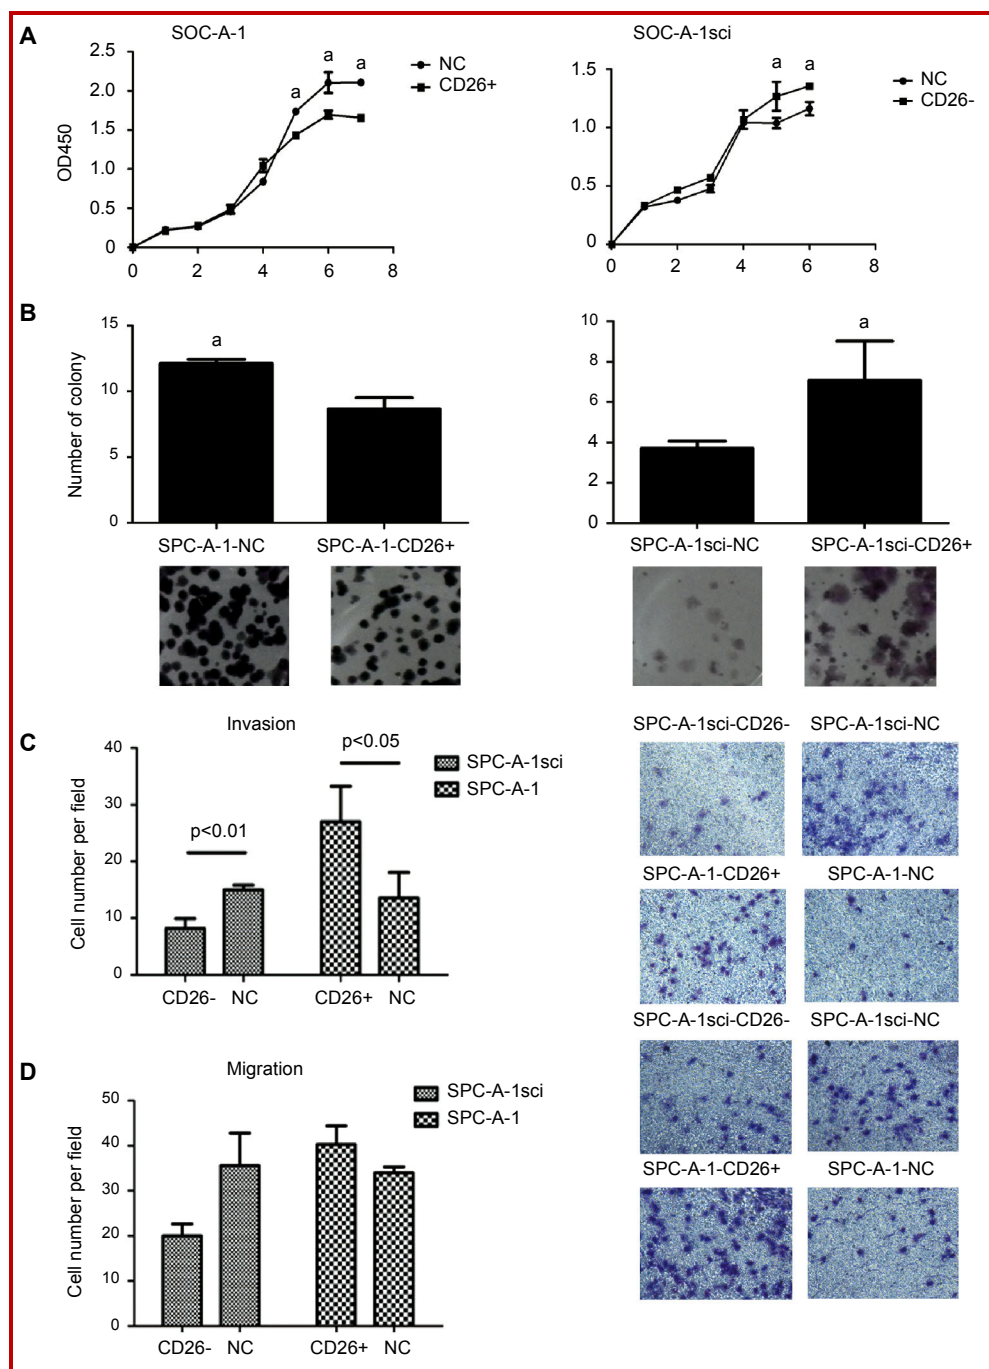 A
SOC-A-1
SOC-A-1sci
OD450
2.5
2.0
1.5
1.0
0.5
0
0 2 4 6 8
a a a
NC
CD26+
1.5
1.0
0.5
0
0 2 4 6 8
a a
NC
CD26-
B
Number of colony
15
10
5
0
a
SPC-A-1-NC SPC-A-1-CD26+
10
8
6
4
2
0
a
SPC-A-1sci-NC SPC-A-1sci-CD26+
C
Invasion
Cell number per field
40
30
20
10
0
p<0.01
p<0.05
SPC-A-1sci
SPC-A-1
CD26- NC CD26+ NC
SPC-A-1sci-CD26- SPC-A-1sci-NC
SPC-A-1-CD26+ SPC-A-1-NC
D
Migration
Cell number per field
50
40
30
20
10
0
SPC-A-1sci
SPC-A-1
CD26- NC CD26+ NC
SPC-A-1sci-CD26- SPC-A-1sci-NC
SPC-A-1-CD26+ SPC-A-1-NC